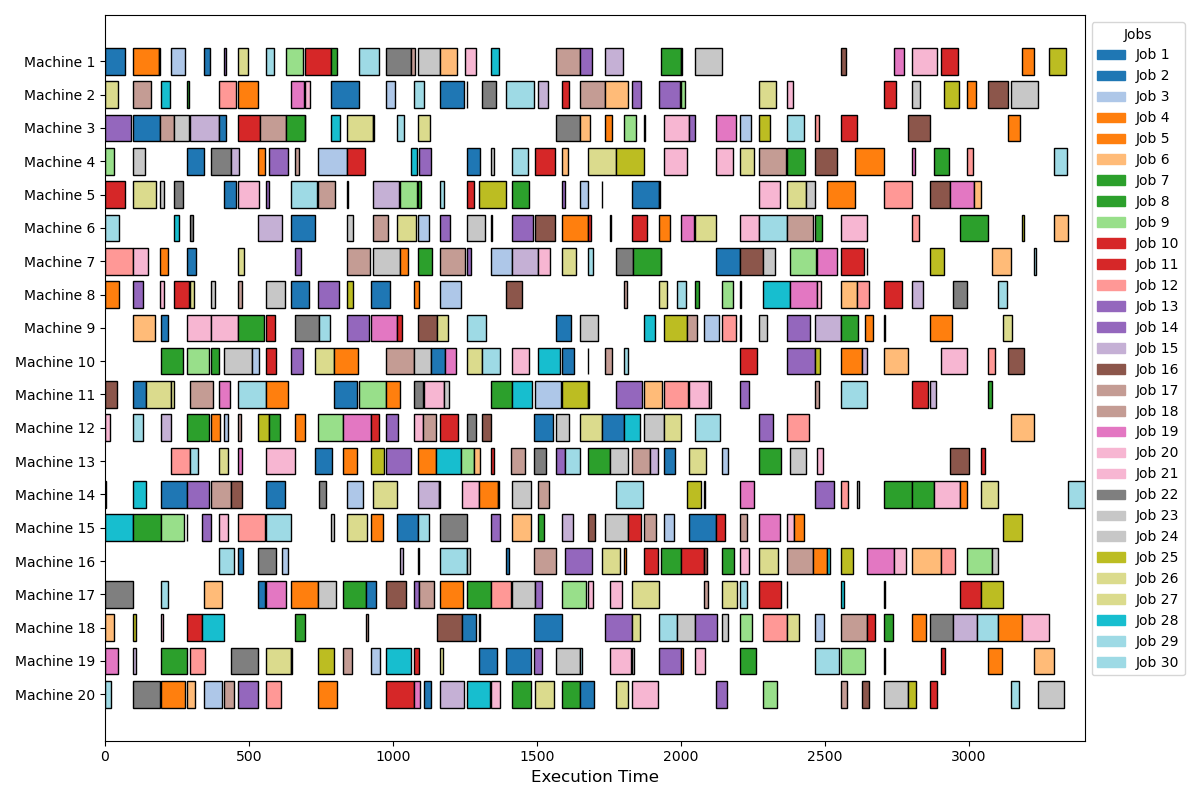 Machine 1
Machine 2
Machine 3
Machine 4
Machine 5
Machine 6
Machine 7
Machine 8
Machine 9
Machine 10
Machine 11
Machine 12
Machine 13
Machine 14
Machine 15
Machine 16
Machine 17
Machine 18
Machine 19
Machine 20
0 500 1000 1500 2000 2500 3000
Execution Time
Jobs
Job 1
Job 2
Job 3
Job 4
Job 5
Job 6
Job 7
Job 8
Job 9
Job 10
Job 11
Job 12
Job 13
Job 14
Job 15
Job 16
Job 17
Job 18
Job 19
Job 20
Job 21
Job 22
Job 23
Job 24
Job 25
Job 26
Job 27
Job 28
Job 29
Job 30